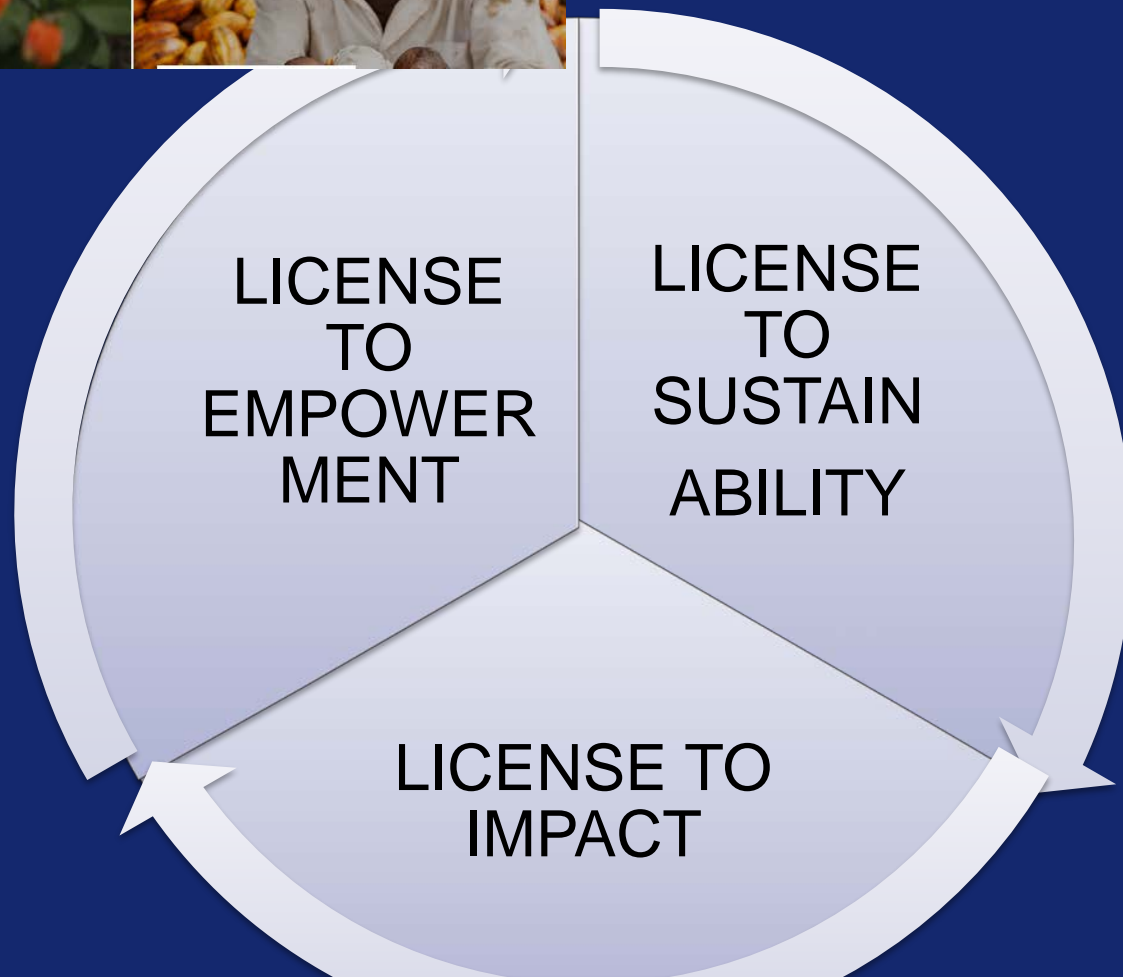 LICENSE
TO
EMPOWER
MENT
LICENSE
TO
SUSTAIN
ABILITY
LICENSE TO
IMPACT